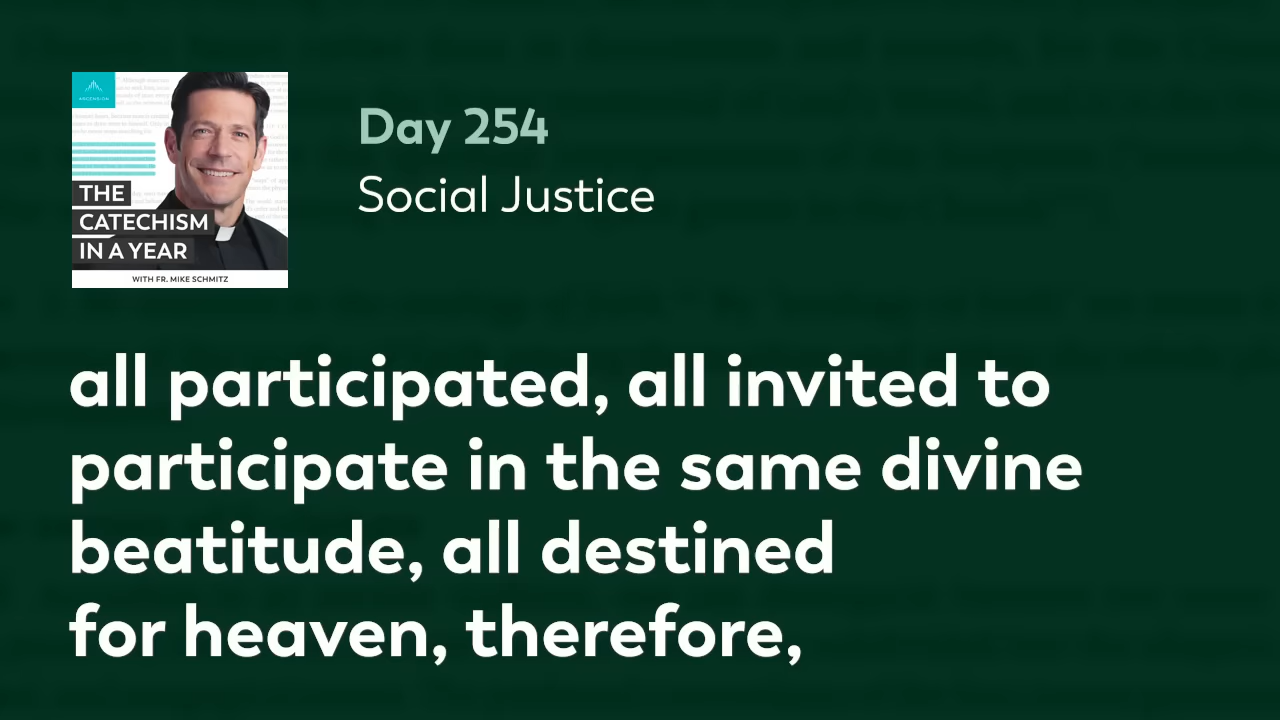 ASCENSION
THE
CATECHISM
IN A YEAR
WITH FR. MIKE SCHMITZ
Day 254
Social Justice
all participated, all invited to
participate in the same divine
beatitude, all destined
for heaven, therefore,